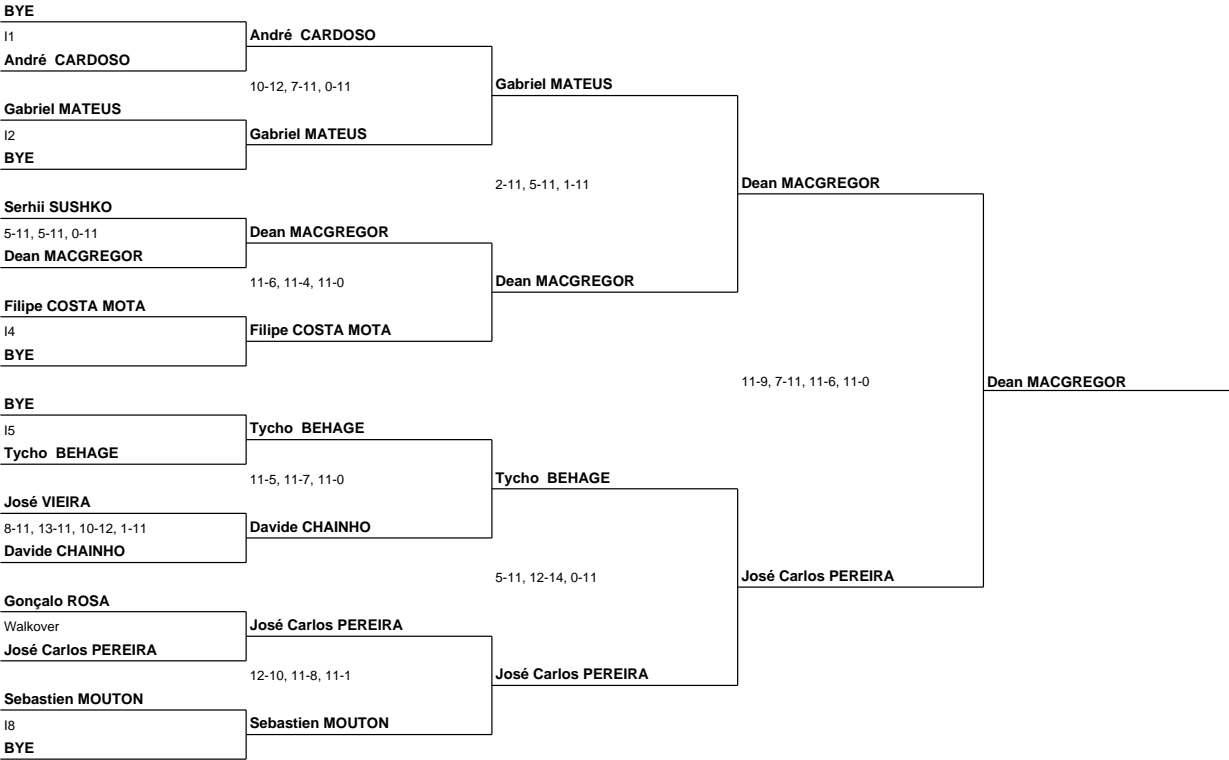 BYE
I1
André CARDOSO
André CARDOSO
10-12, 7-11, 0-11
Gabriel MATEUS
I2
BYE
Gabriel MATEUS
Gabriel MATEUS
2-11, 5-11, 1-11
Serhii SUSHKO
5-11, 5-11, 0-11
Dean MACGREGOR
Dean MACGREGOR
11-6, 11-4, 11-0
Filipe COSTA MOTA
I4
BYE
Filipe COSTA MOTA
Dean MACGREGOR
Dean MACGREGOR
11-9, 7-11, 11-6, 11-0
Dean MACGREGOR
BYE
I5
Tycho BEHAGE
Tycho BEHAGE
11-5, 11-7, 11-0
José VIEIRA
8-11, 13-11, 10-12, 1-11
Davide CHAINHO
Davide CHAINHO
Tycho BEHAGE
5-11, 12-14, 0-11
José Carlos PEREIRA
Gonçalo ROSA
Walkover
José Carlos PEREIRA
José Carlos PEREIRA
12-10, 11-8, 11-1
José Carlos PEREIRA
Sebastien MOUTON
I8
BYE
Sebastien MOUTON